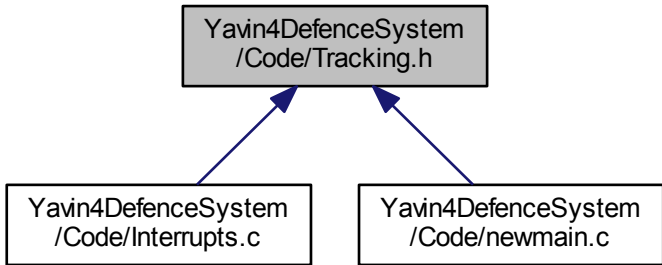 Yavin4DefenceSystem
/Code/Tracking.h
Yavin4DefenceSystem
/Code/Interrupts.c
Yavin4DefenceSystem
/Code/newmain.c